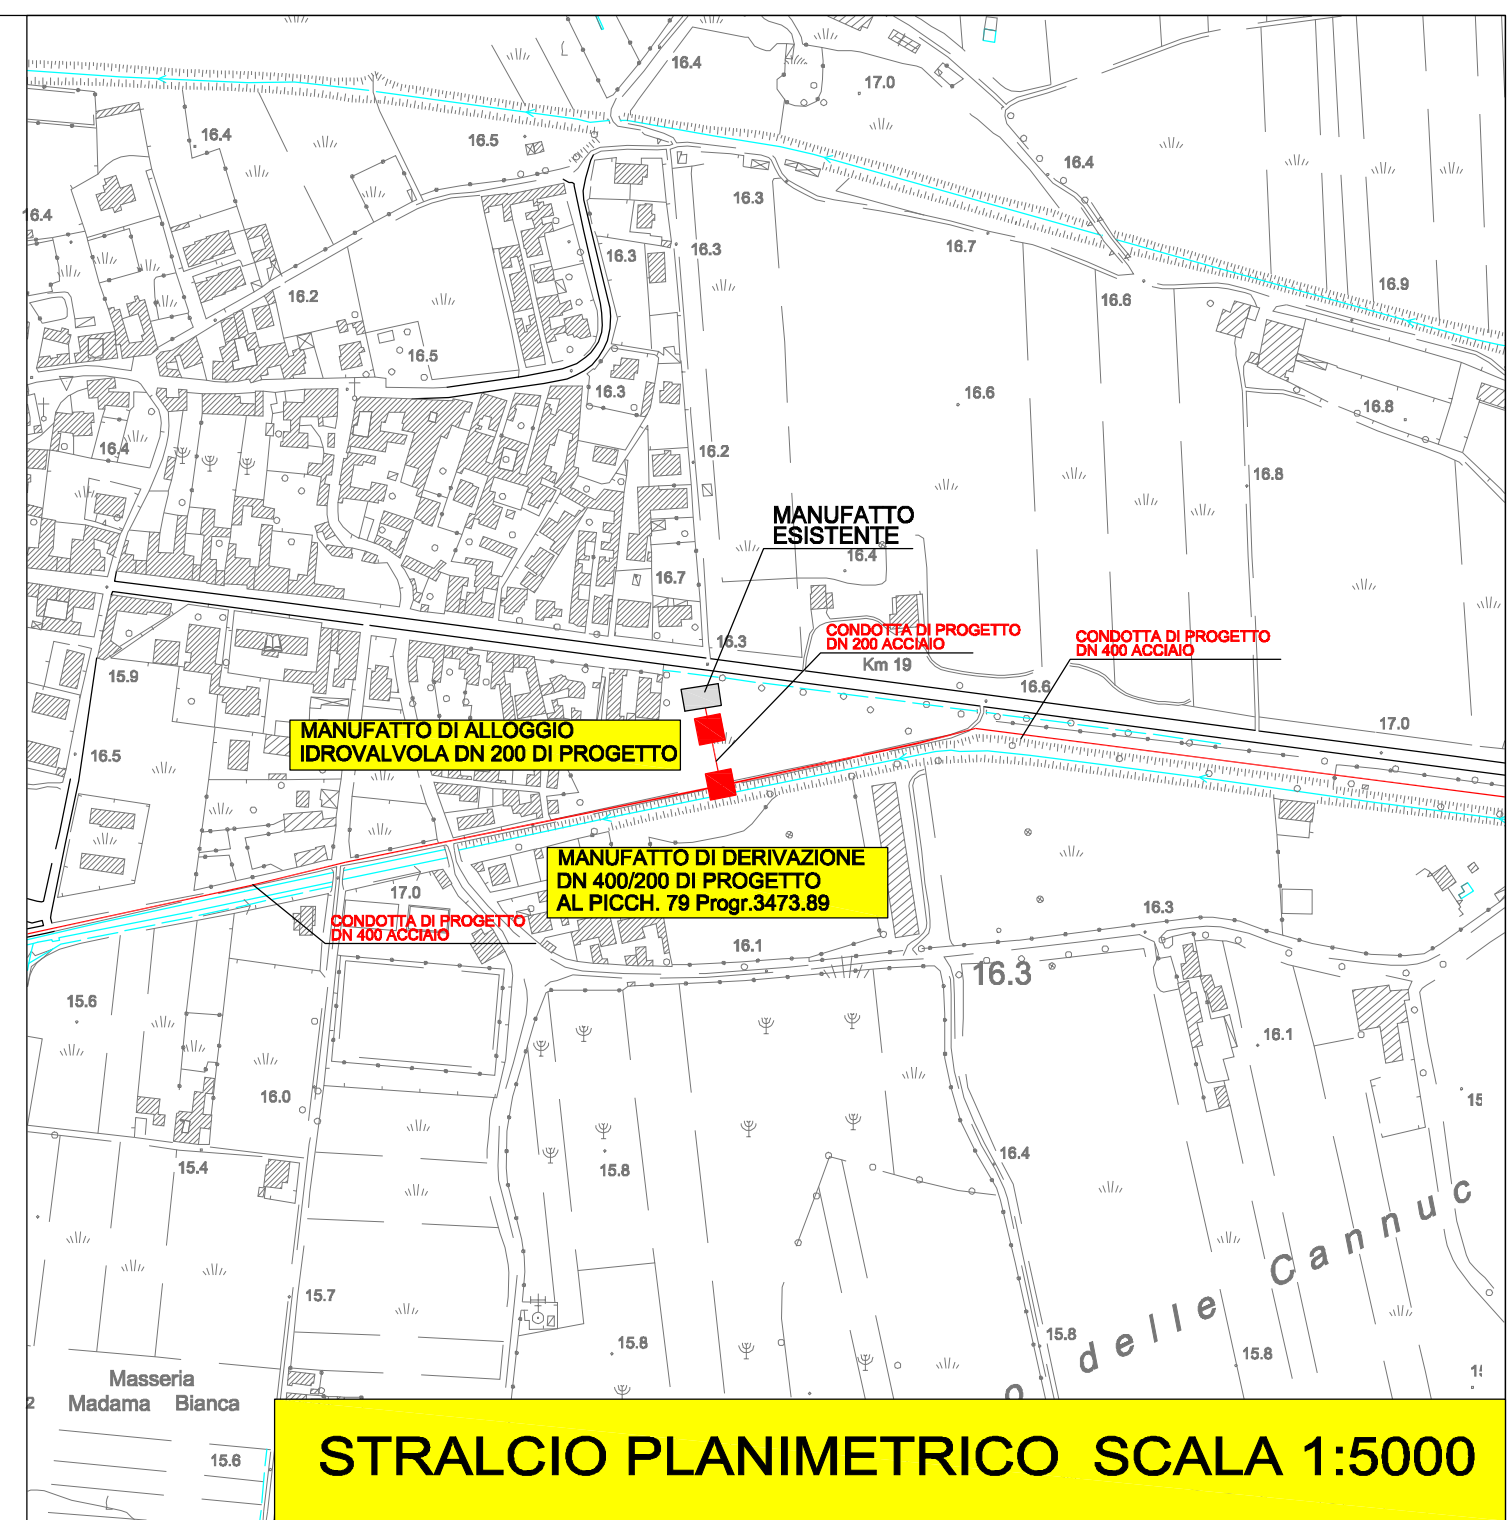 16.4
17.0
16.4
16.5
16.4
16.3
16.4
16.3
16.3
16.7
16.2
16.6
16.9
16.5
16.3
16.6
16.8
16.4
16.2
16.8
MANUFATTO
ESISTENTE
16.4
16.7
CONDOTTA DI PROGETTO
DN 200 ACCIAIO
CONDOTTA DI PROGETTO
DN 400 ACCIAIO
16.3
Km 19
15.9
16.6
17.0
MANUFATTO DI ALLOGGIO
IDROVALVOLA DN 200 DI PROGETTO
16.5
MANUFATTO DI DERIVAZIONE
DN 400/200 DI PROGETTO
AL PICCH. 79 Progr.3473.89
17.0
CONDOTTA DI PROGETTO
DN 400 ACCIAIO
16.3
16.1
16.3
15.6
16.1
16.0
15.4
15.8
16.4
delle Cannuc
15.7
15.8
15.8
15.8
Masseria
Madama Bianca
15.6
STRALCIO PLANIMETRICO SCALA 1:5000